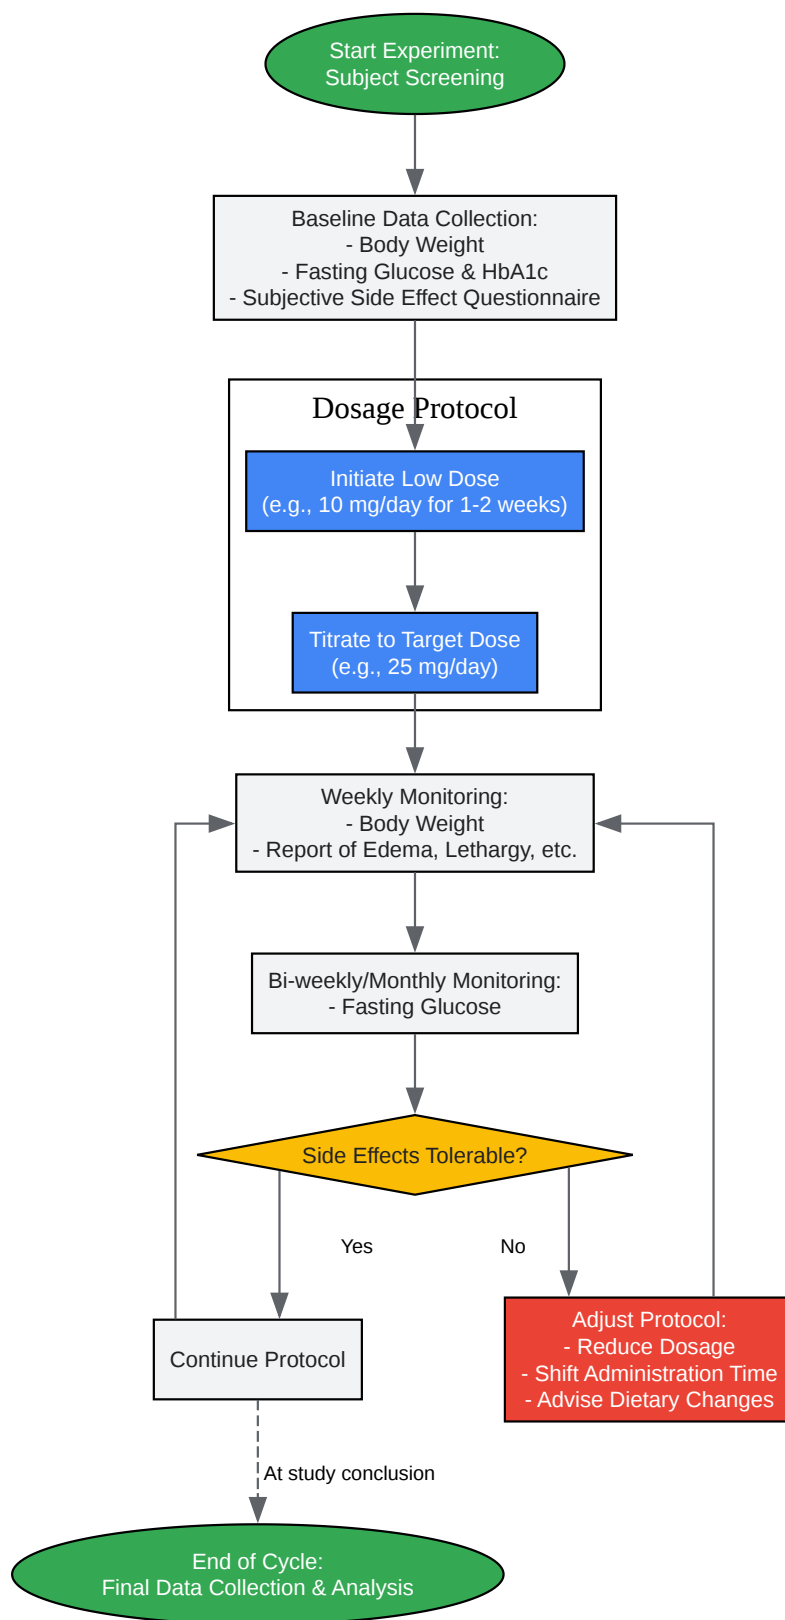 Start Experiment:
Subject Screening
Baseline Data Collection:
- Body Weight
- Fasting Glucose & HbA1c
- Subjective Side Effect Questionnaire
Dosage Protocol
Initiate Low Dose
(e.g., 10 mg/day for 1-2 weeks)
Titrate to Target Dose
(e.g., 25 mg/day)
Weekly Monitoring:
- Body Weight
- Report of Edema, Lethargy, etc.
Bi-weekly/Monthly Monitoring:
- Fasting Glucose
Side Effects Tolerable?
Yes
No
Continue Protocol
Adjust Protocol:
- Reduce Dosage
- Shift Administration Time
- Advise Dietary Changes
At study conclusion
End of Cycle:
Final Data Collection & Analysis